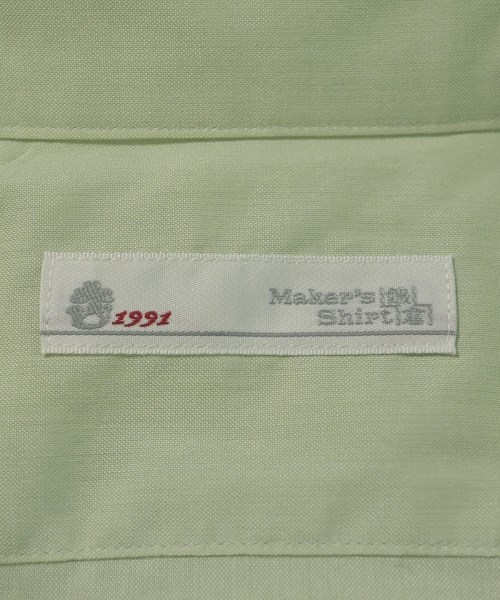 1991
Maker's 鎌
Shirt 倉